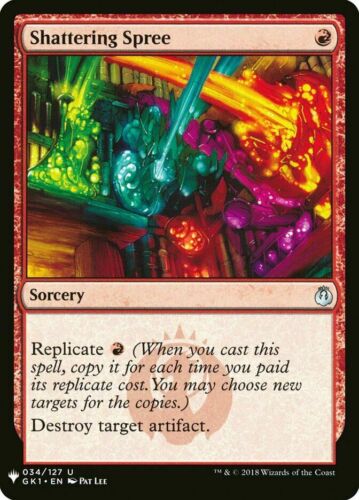 Shattering Spree
Sorcery
Replicate (When you cast this
spell, copy it for each time you paid
its replicate cost. You may choose new
targets for the copies.)
Destroy target artifact.
034/127 U
GK1 • EN PAT LEE
™ & © 2018 Wizards of the Coast